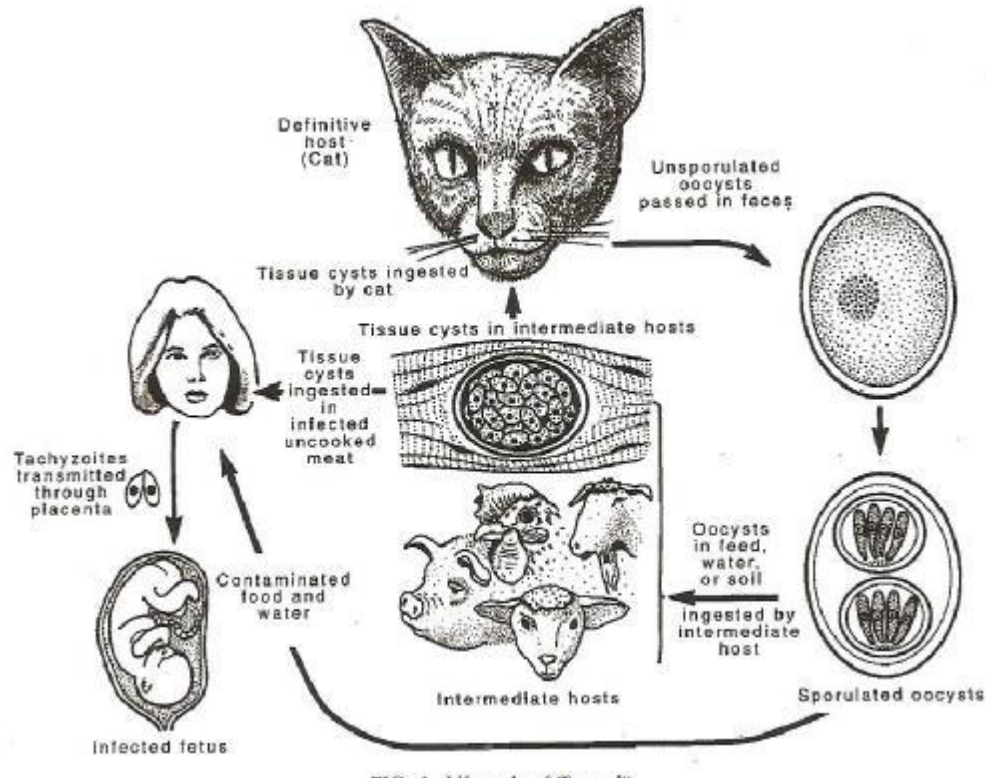 Definitive
host
(Cat)
Unsporulated
oocysts
passed in feces
Tissue cysts ingested
by cat
Tissue cysts in intermediate hosts
Tissue
cysts
ingested
in
infected
uncooked
meat
Tachyzoites
transmitted
through
placenta
Contaminated
food and
water
Oocysts
in feed,
water,
or soil
ingested by
intermediate
host
Intermediate hosts
Sporulated oocysts
Infected fetus